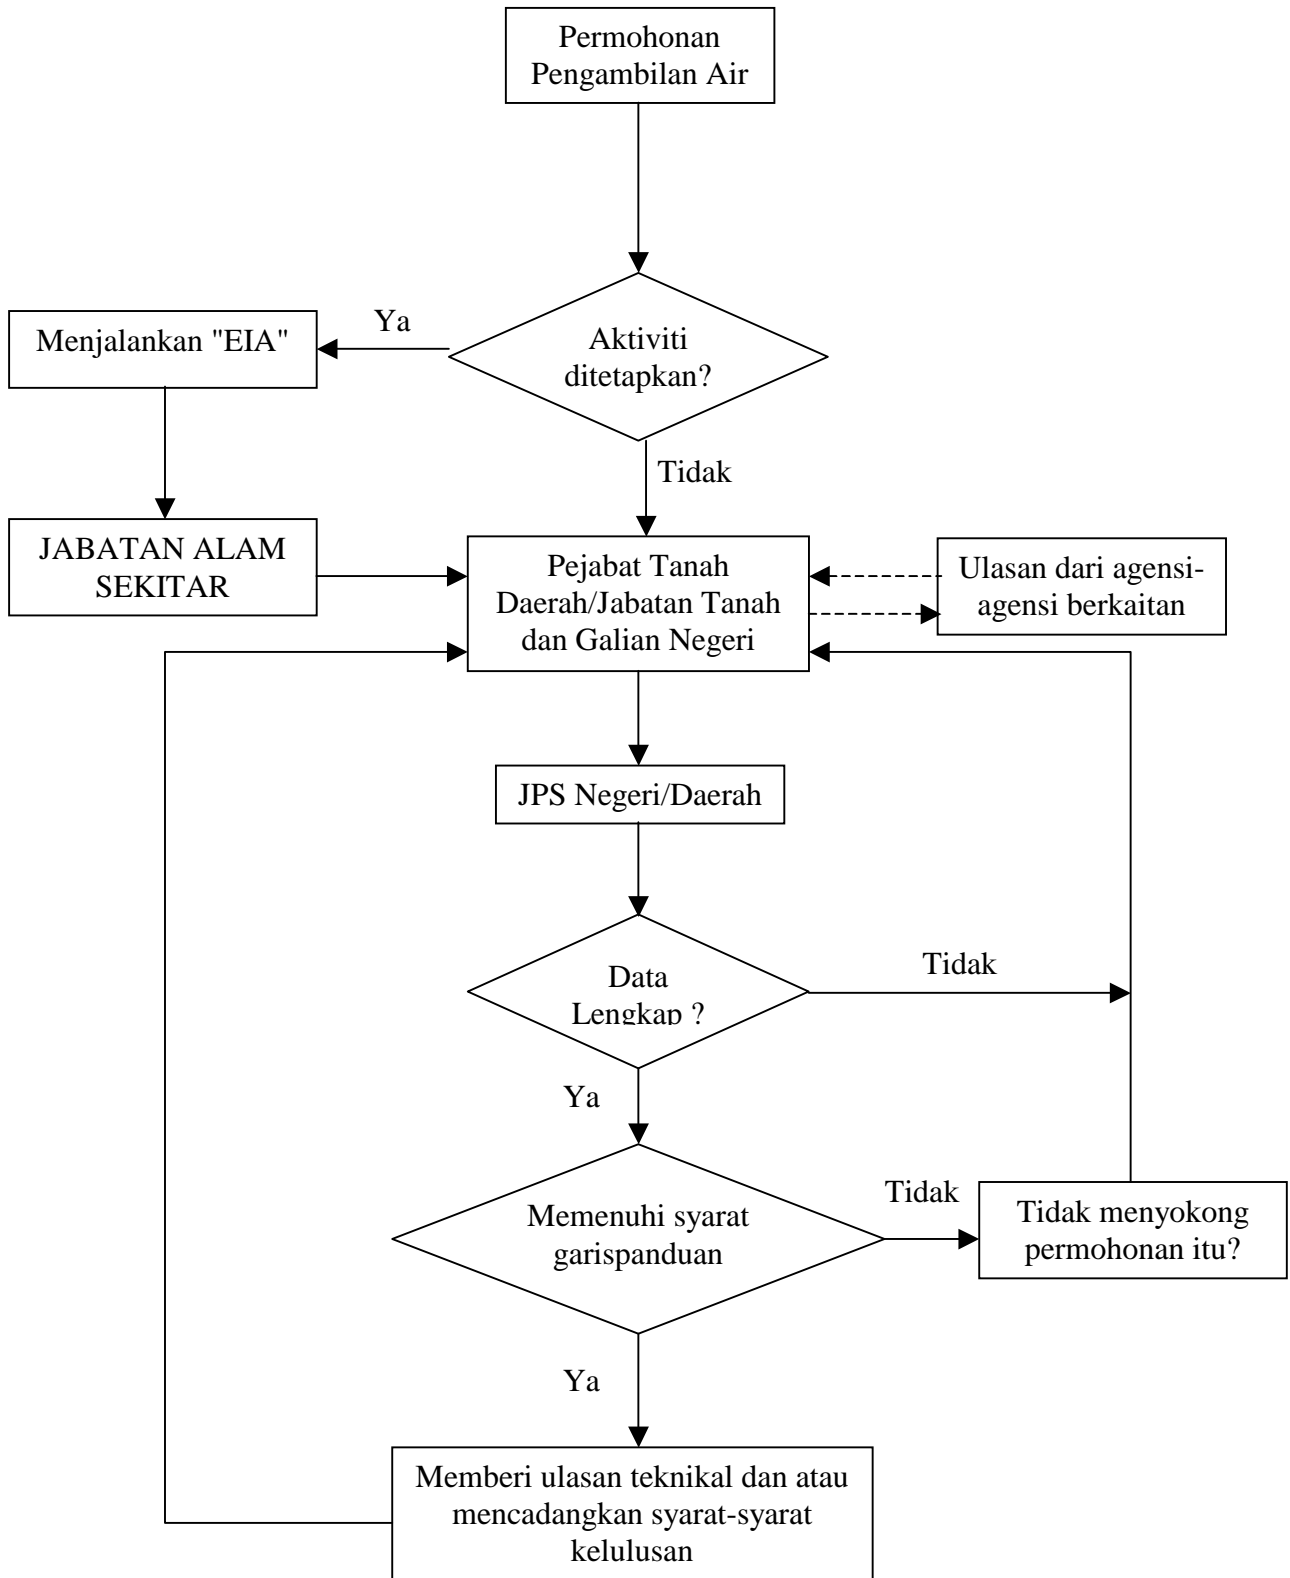 Permohonan
Pengambilan Air
Ya
Menjalankan "EIA"
Aktiviti
ditetapkan?
Tidak
JABATAN ALAM
SEKITAR
Pejabat Tanah
Daerah/Jabatan Tanah
dan Galian Negeri
Ulasan dari agensi-
agensi berkaitan
JPS Negeri/Daerah
Data
Lengkap ?
Tidak
Ya
Memenuhi syarat
garispanduan
Tidak
Tidak menyokong
permohonan itu?
Ya
Memberi ulasan teknikal dan atau
mencadangkan syarat-syarat
kelulusan